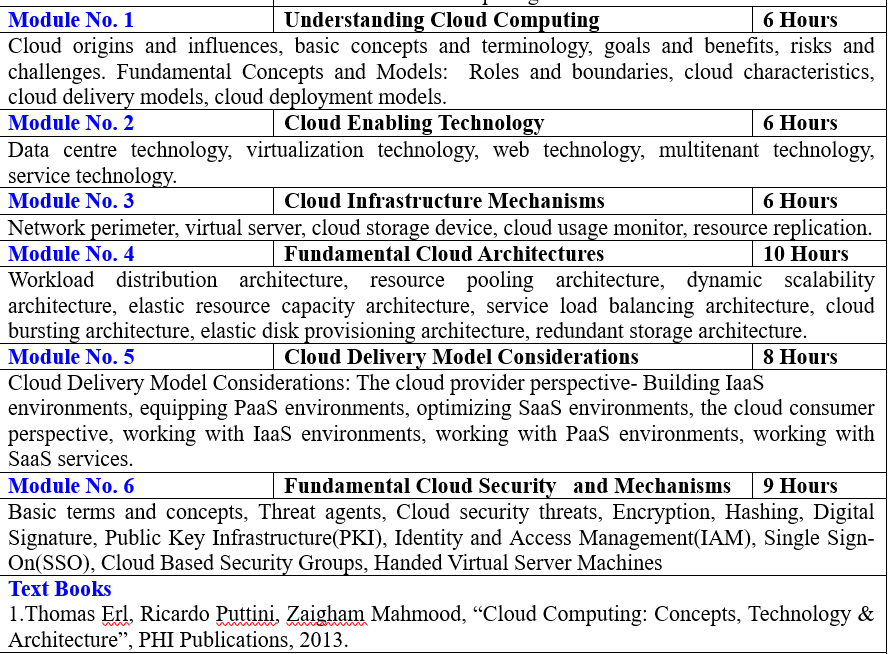 Module No. 1 Understanding Cloud Computing 6 Hours
Cloud origins and influences, basic concepts and terminology, goals and benefits, risks and
challenges. Fundamental Concepts and Models: Roles and boundaries, cloud characteristics,
cloud delivery models, cloud deployment models.
Module No. 2 Cloud Enabling Technology 6 Hours
Data centre technology, virtualization technology, web technology, multitenant technology,
service technology.
Module No. 3 Cloud Infrastructure Mechanisms 6 Hours
Network perimeter, virtual server, cloud storage device, cloud usage monitor, resource replication.
Module No. 4 Fundamental Cloud Architectures 10 Hours
Workload distribution architecture, resource pooling architecture, dynamic scalability
architecture, elastic resource capacity architecture, service load balancing architecture, cloud
bursting architecture, elastic disk provisioning architecture, redundant storage architecture.
Module No. 5 Cloud Delivery Model Considerations 8 Hours
Cloud Delivery Model Considerations: The cloud provider perspective- Building IaaS
environments, equipping PaaS environments, optimizing SaaS environments, the cloud consumer
perspective, working with IaaS environments, working with PaaS environments, working with
SaaS services.
Module No. 6 Fundamental Cloud Security and Mechanisms 9 Hours
Basic terms and concepts, Threat agents, Cloud security threats, Encryption, Hashing, Digital
Signature, Public Key Infrastructure(PKI), Identity and Access Management(IAM), Single Sign-
On(SSO), Cloud Based Security Groups, Handed Virtual Server Machines
Text Books
1.Thomas Erl, Ricardo Puttini, Zaigham Mahmood, “Cloud Computing: Concepts, Technology &
Architecture”, PHI Publications, 2013.